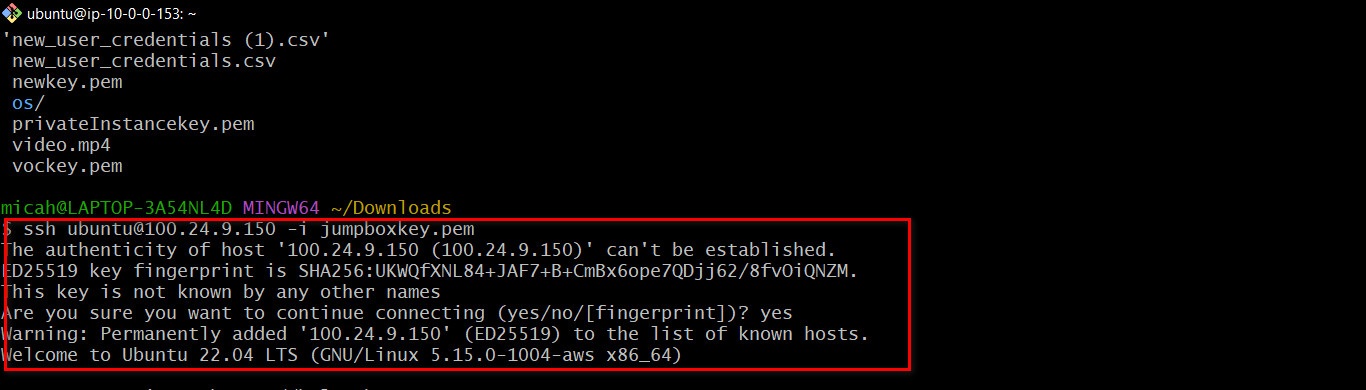 ubuntu@ip-10-0-0-153: ~
'new_user_credentials (1).csv'
new_user_credentials.csv
newkey.pem
os/
privateInstancekey.pem
video.mp4
vockey.pem
micah@LAPTOP-3A54NL4D MINGW64 ~/Downloads
$ ssh ubuntu@100.24.9.150 -i jumpboxkey.pem
The authenticity of host '100.24.9.150 (100.24.9.150)' can't be established.
ED25519 key fingerprint is SHA256:UKWQfXNL84+JAF7+B+CmBx6ope7QDjj62/8fvOiQNZM.
This key is not known by any other names
Are you sure you want to continue connecting (yes/no/[fingerprint])? yes
Warning: Permanently added '100.24.9.150' (ED25519) to the list of known hosts.
Welcome to Ubuntu 22.04 LTS (GNU/Linux 5.15.0-1004-aws x86_64)